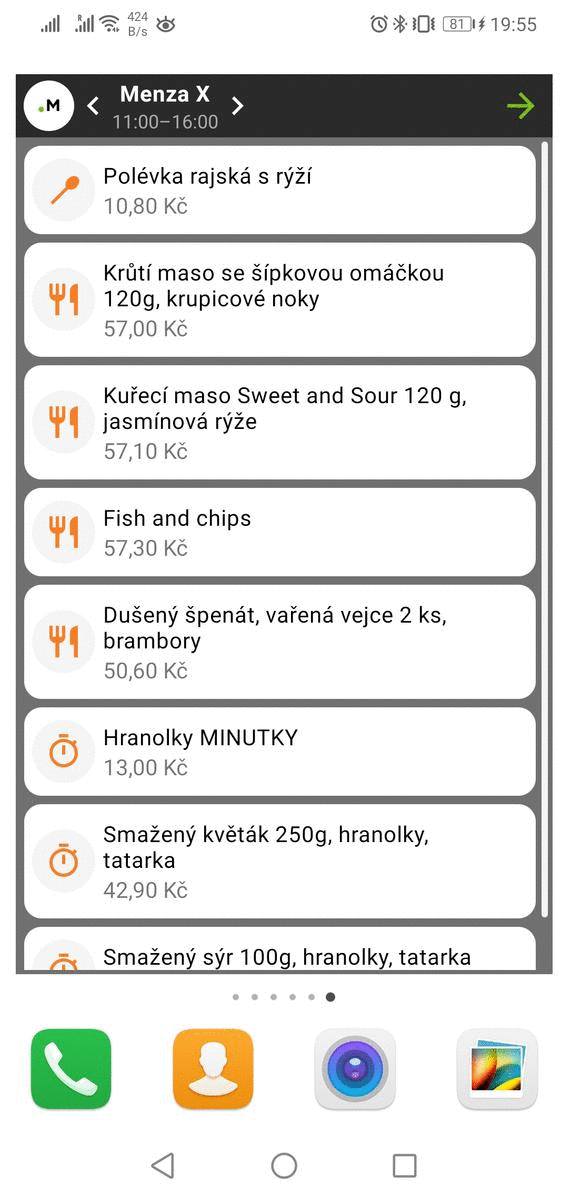 424
B/s
81
19:55
.M
Menza X
11:00–16:00
Polévka rajská s rýží
10,80 Kč
Krůtí maso se šípkovou omáčkou
120g, krupicové noky
57,00 Kč
Kuřecí maso Sweet and Sour 120 g,
jasmínová rýže
57,10 Kč
Fish and chips
57,30 Kč
Dušený špenát, vařená vejce 2 ks,
brambory
50,60 Kč
Hranolky MINUTKY
13,00 Kč
Smažený květák 250g, hranolky,
tatarka
42,90 Kč
Smažený sýr 100g, hranolky, tatarka